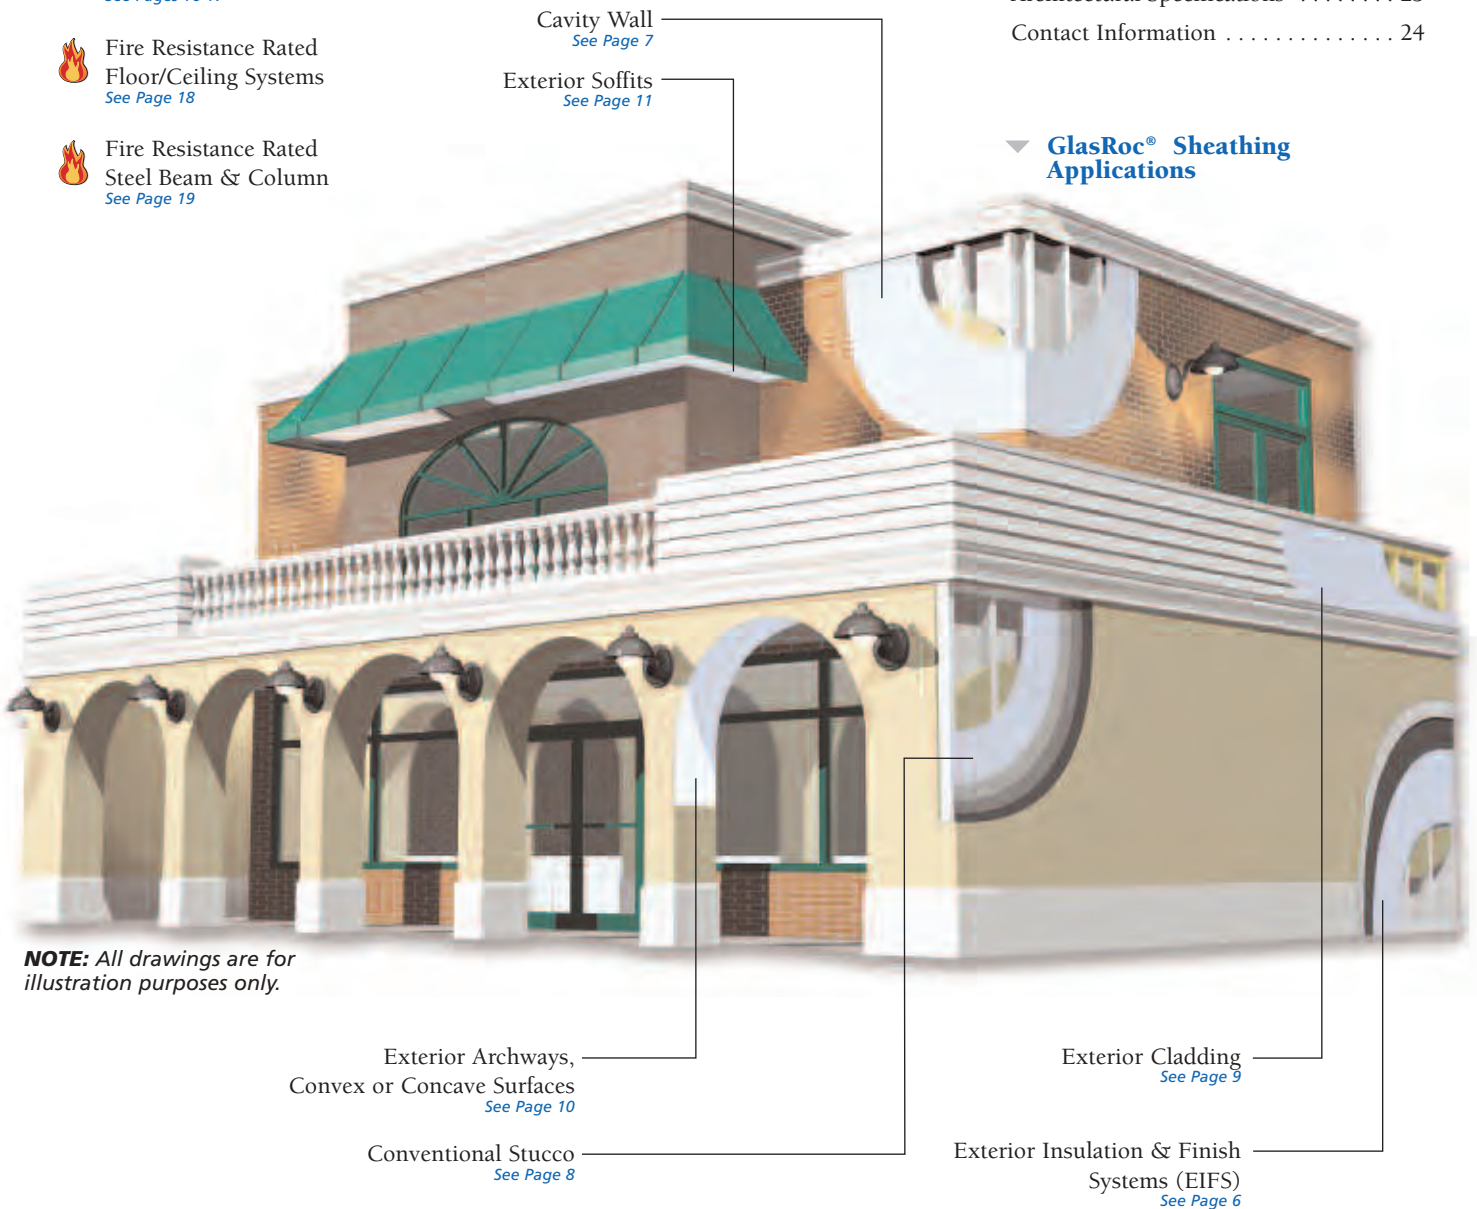 Fire Resistance Rated
Floor/Ceiling Systems
See Page 18
Fire Resistance Rated
Steel Beam & Column
See Page 19
Cavity Wall
See Page 7
Exterior Soffits
See Page 11
Contact Information . . . . . . . . . . . . . . 24
GlasRoc® Sheathing
Applications
NOTE: All drawings are for
illustration purposes only.
Exterior Archways,
Convex or Concave Surfaces
See Page 10
Conventional Stucco
See Page 8
Exterior Cladding
See Page 9
Exterior Insulation & Finish
Systems (EIFS)
See Page 6